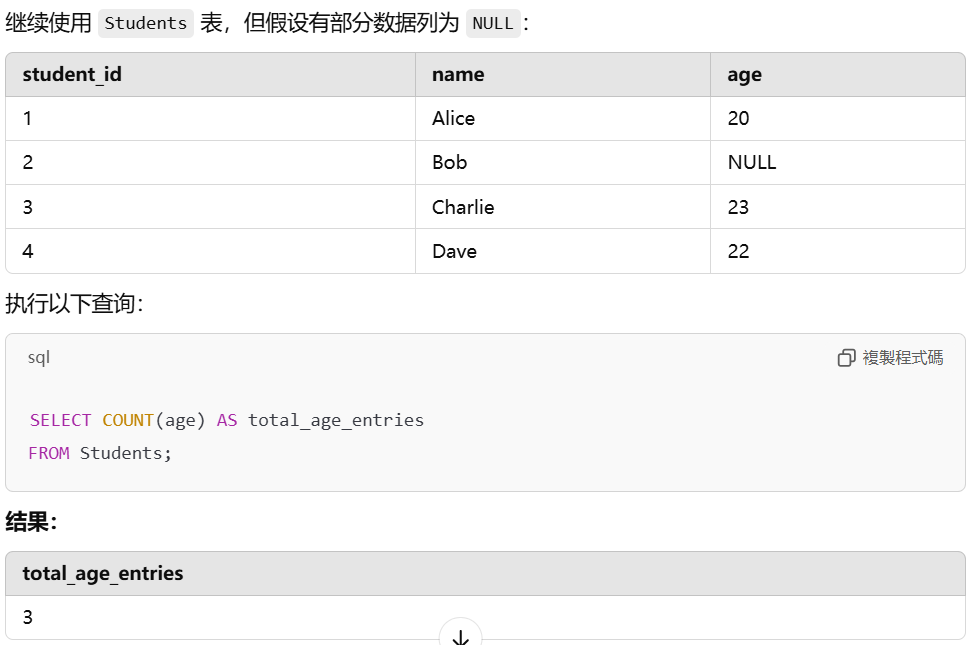 继续使用 Students 表，但假设有部分数据列为 NULL：
student_id name age
1 Alice 20
2 Bob NULL
3 Charlie 23
4 Dave 22
执行以下查询：
sql 複製程式碼
SELECT COUNT(age) AS total_age_entries
FROM Students;
结果：
total_age_entries
3